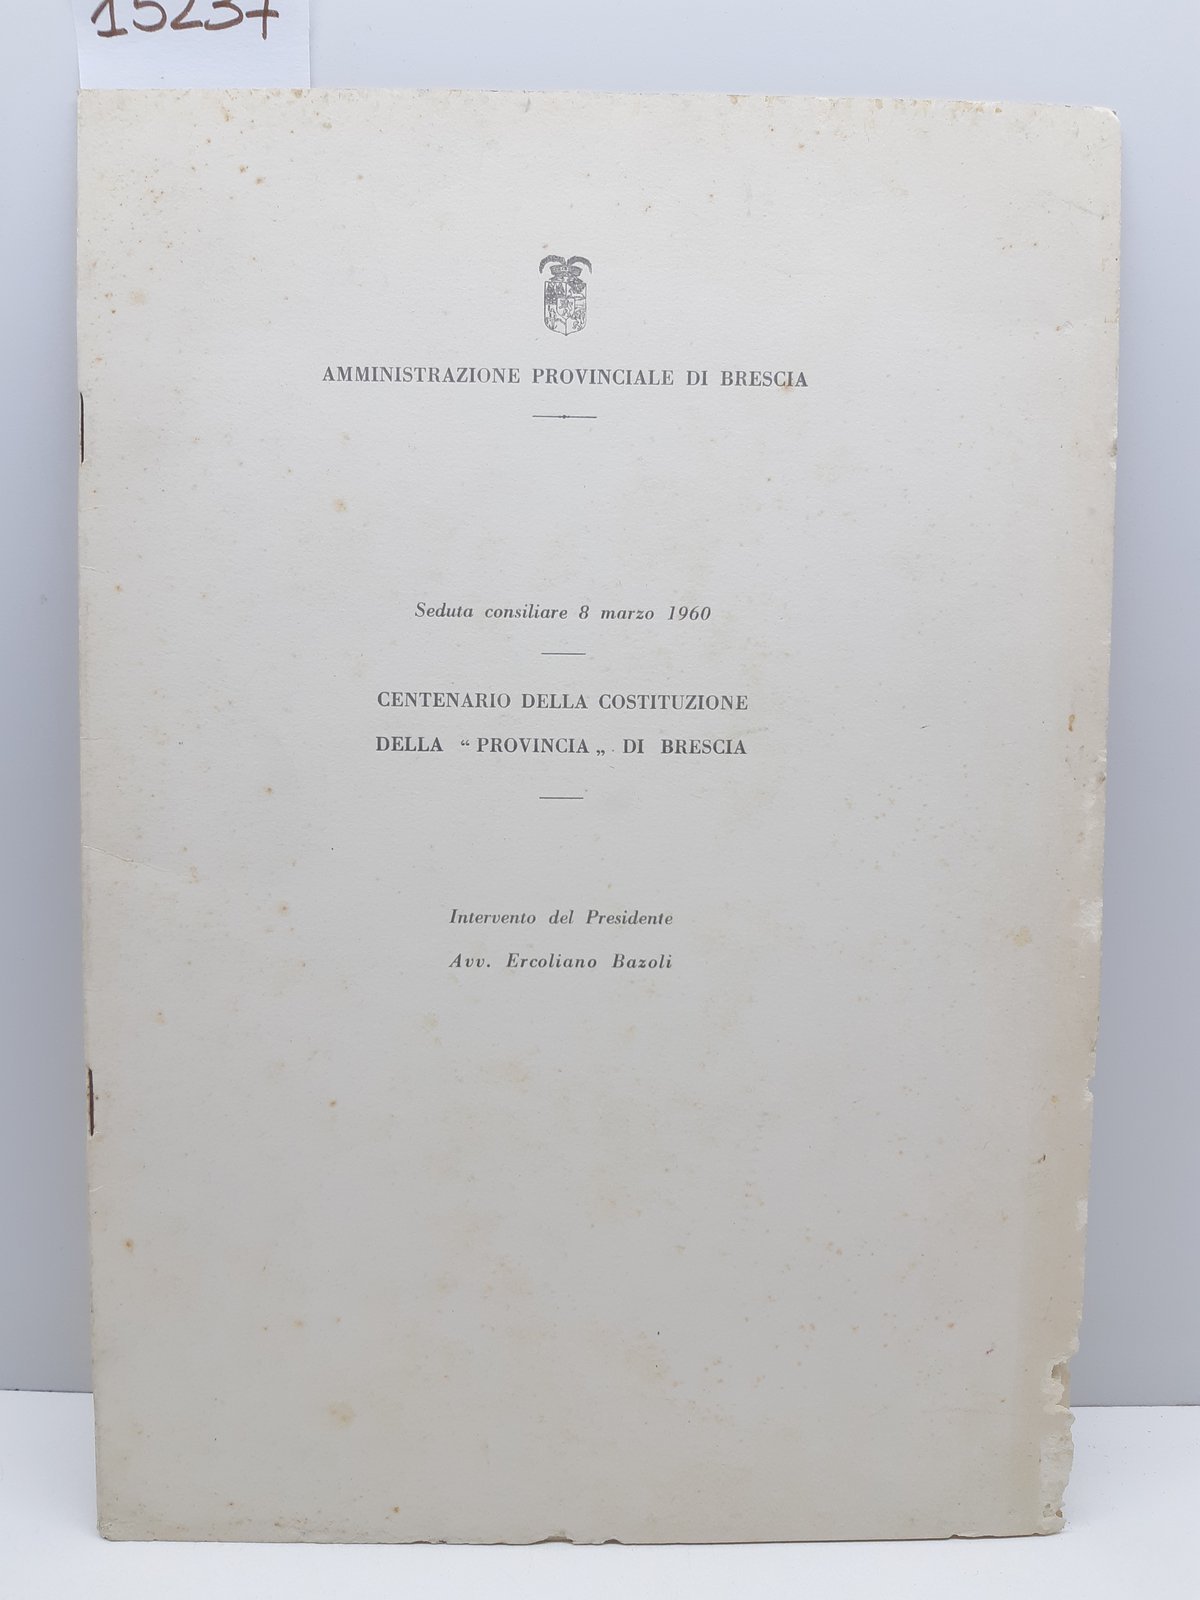 15237
AMMINISTRAZIONE PROVINCIALE DI BRESCIA
Seduta consiliare 8 marzo 1960
CENTENARIO DELLA COSTITUZIONE
DELLA “ PROVINCIA „ DI BRESCIA
Intervento del Presidente
Avv. Ercoliano Bazoli